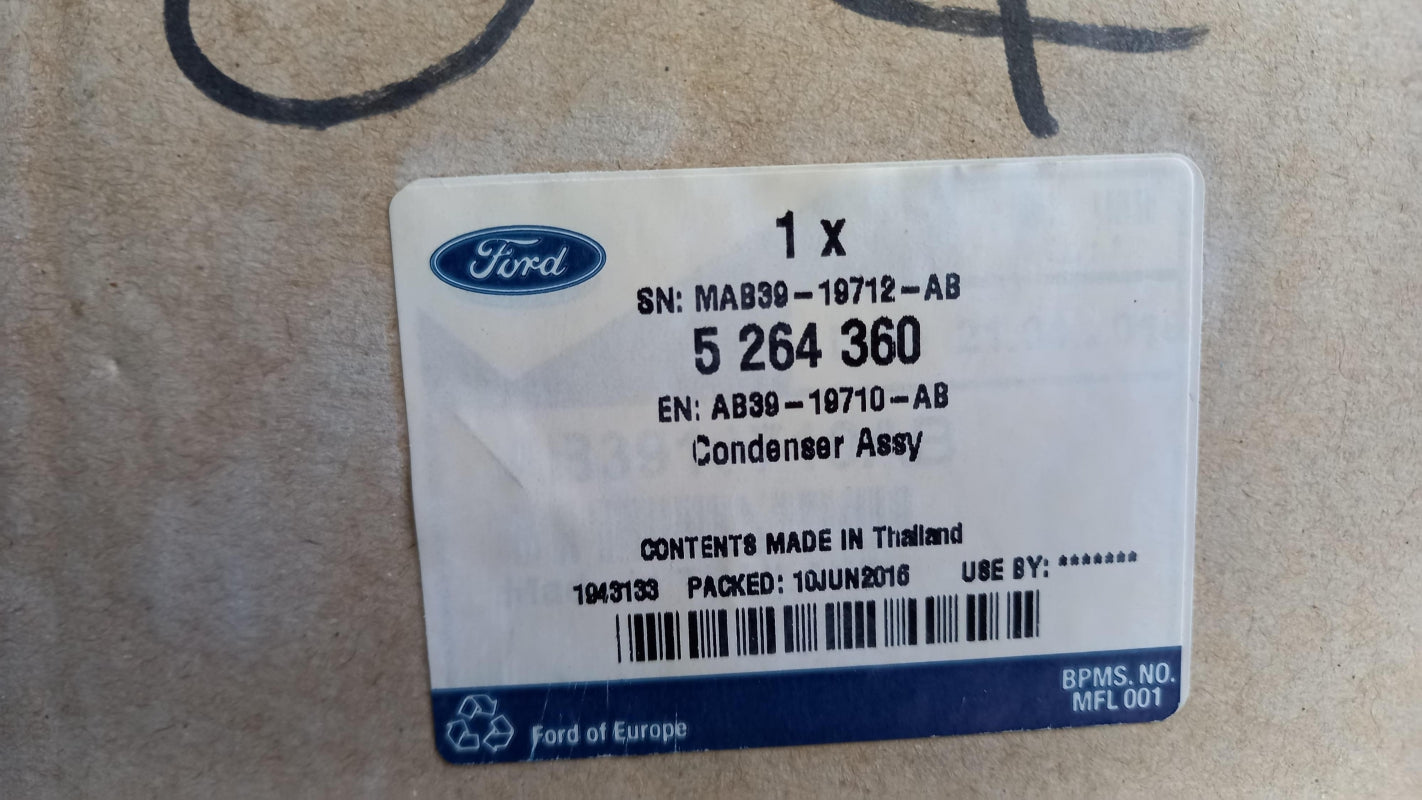 Ford
1 x
SN: MAB39-19712-AB
5 264 360
EN: AB39-19710-AB
Condenser Assy
CONTENTS MADE IN Thailand
1943133 PACKED: 10JUN2016 USE BY: *******
BPMS. NO.
MFL 001
Ford of Europe